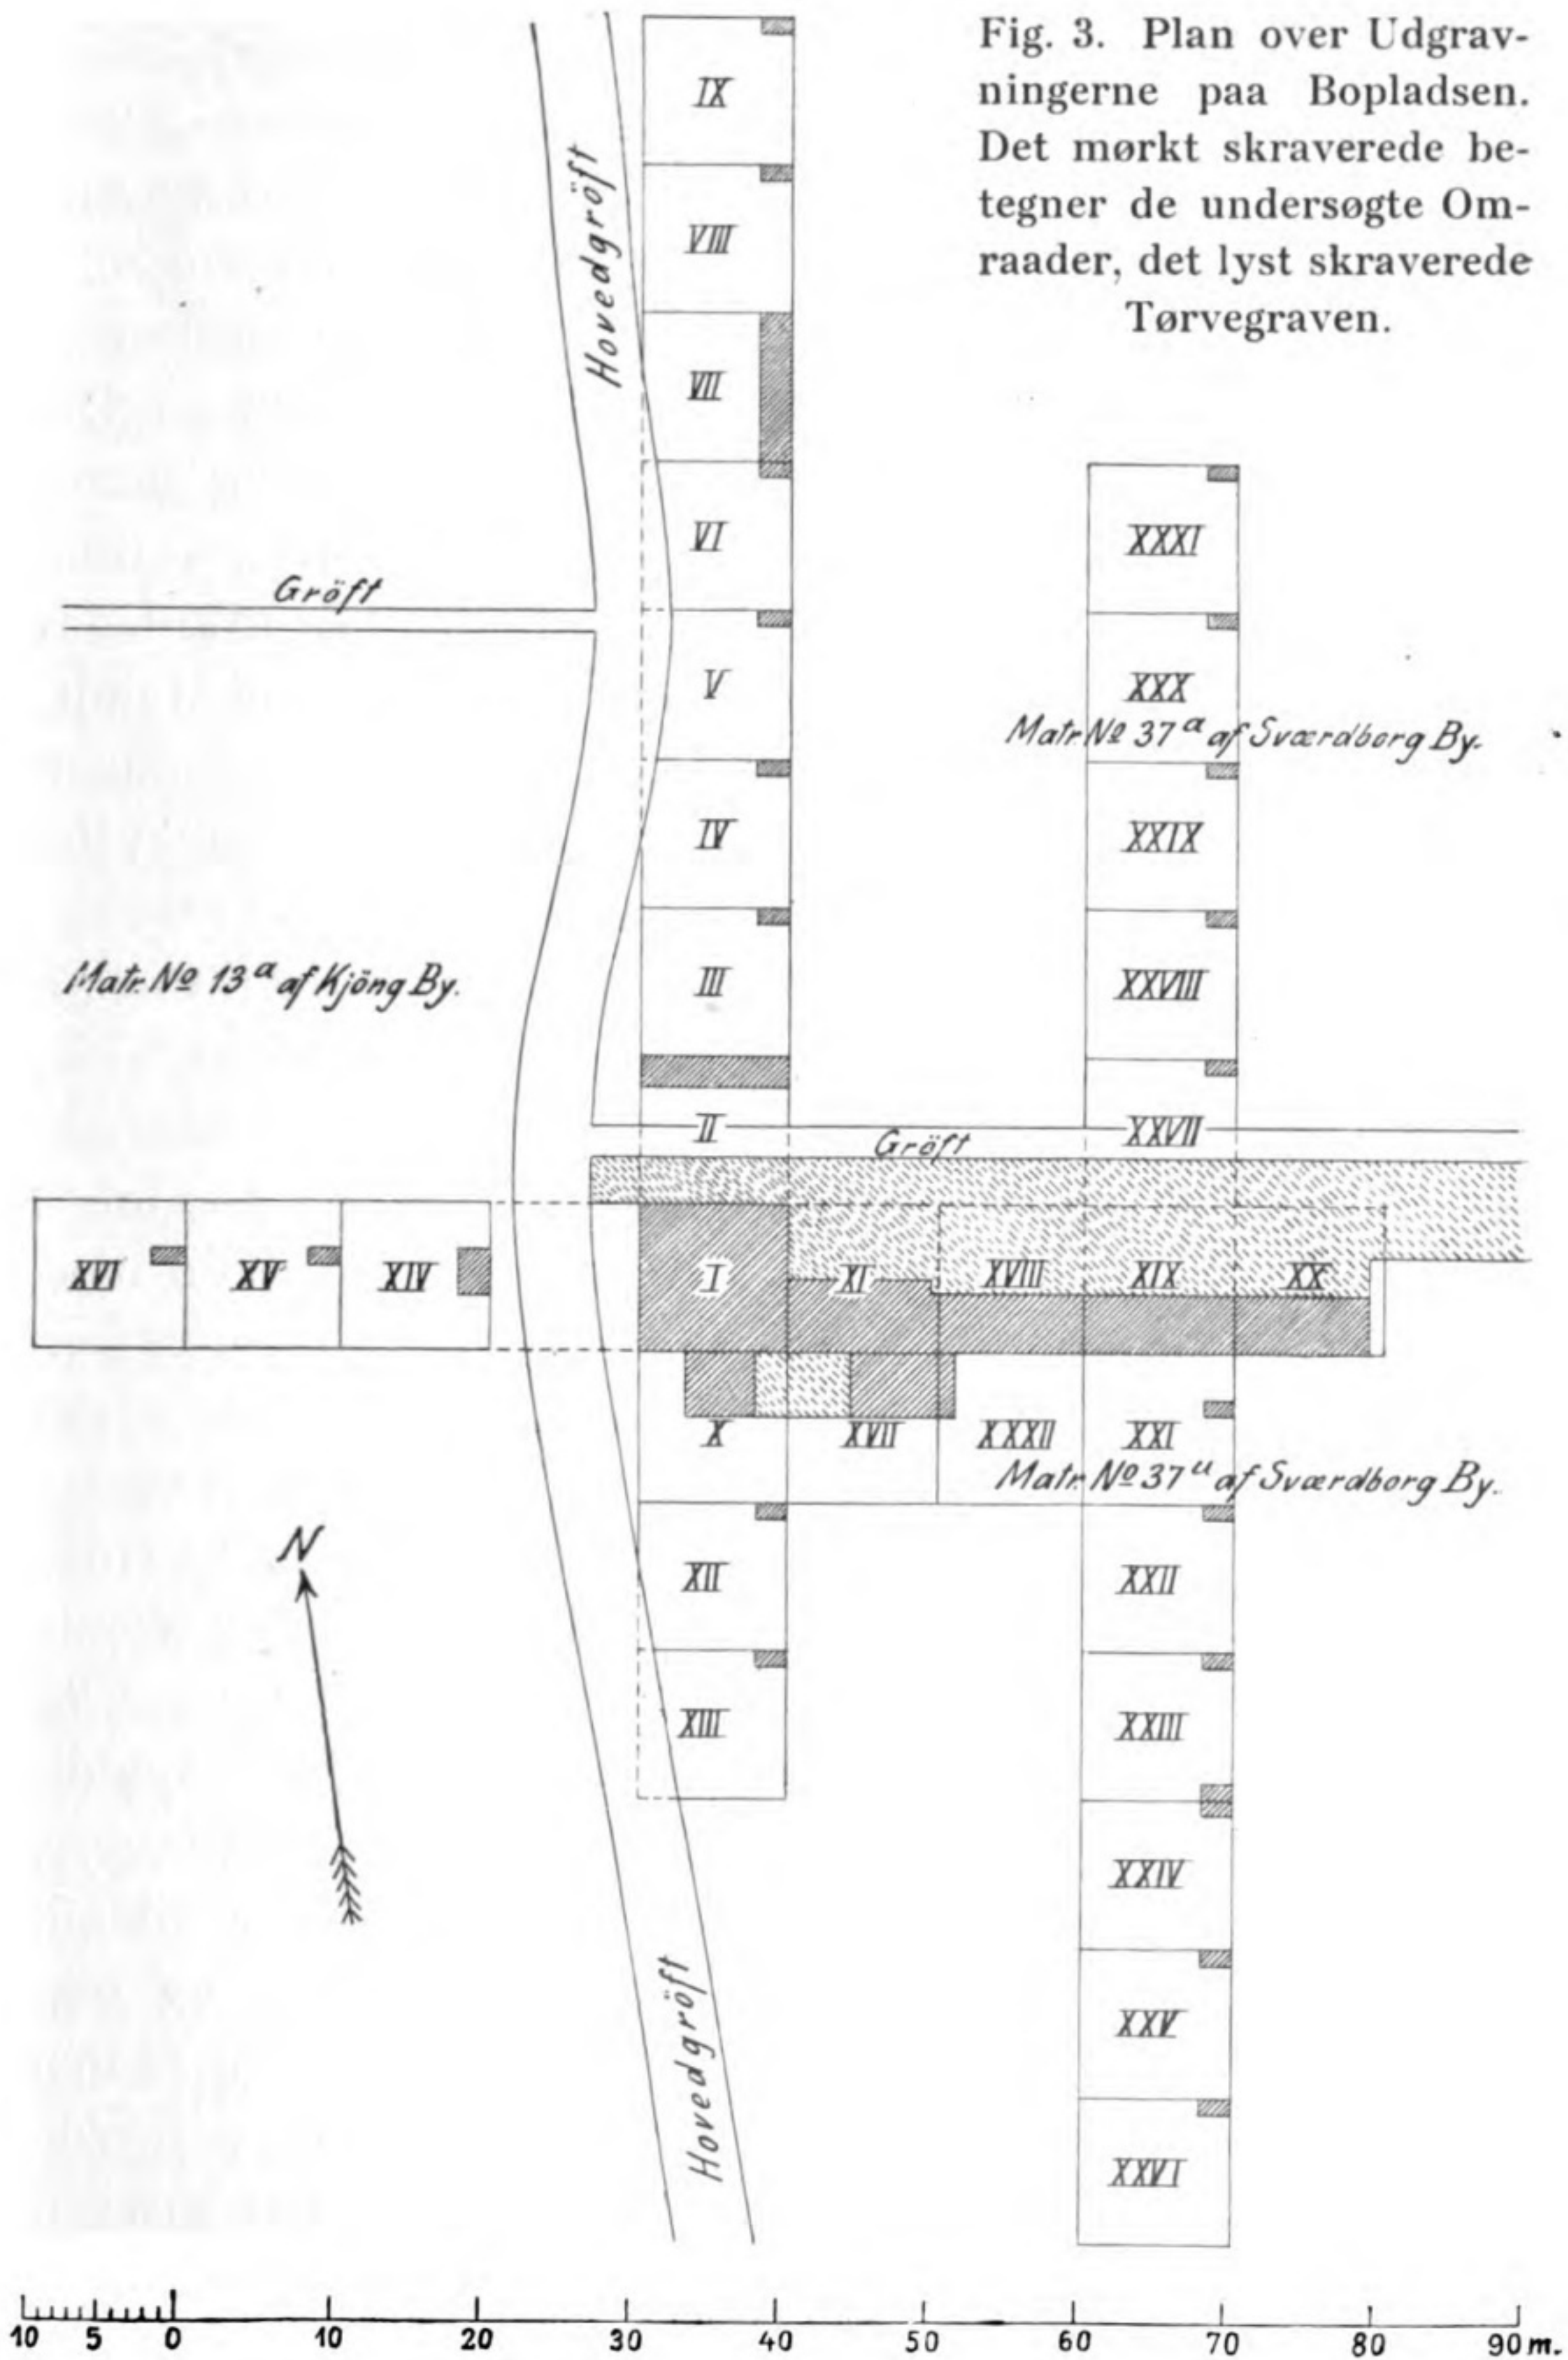 Fig. 3. Plan over Udgrav-
ningerne paa Bopladsen.
Det mørkt skraverede be-
tegner de undersøgte Om-
raader, det lyst skraverede
Tørvegraven.
IX
Hovedgröft
VIII
VII
VI
XXXI
Gröft
V
XXX
Matr. No 37a af Sværdborg By.
IV
XXIX
Matr. No 13a af Kjöng By.
III
XXVIII
II
Gröft
XXVII
XVI
XV
XIV
I
XI
XVIII
XIX
XX
X
XVII
XXXII
XXI
Matr. No 37u af Sværdborg By.
N
XII
XXII
XIII
XXIII
XXIV
Hovedgröft
XXV
XXVI
10 5 0 10 20 30 40 50 60 70 80 90 m.